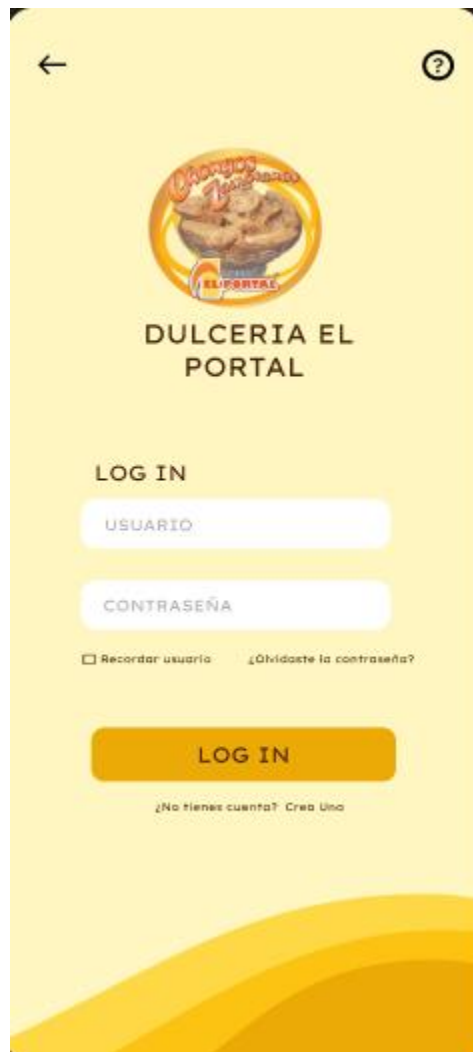 ?
Chongos
Zamoranos
EL PORTAL
DULCERIA EL
PORTAL
LOG IN
USUARIO
CONTRASEÑA
Recordar usuario ¿Olvidaste la contraseña?
LOG IN
¿No tienes cuenta? Crea Una